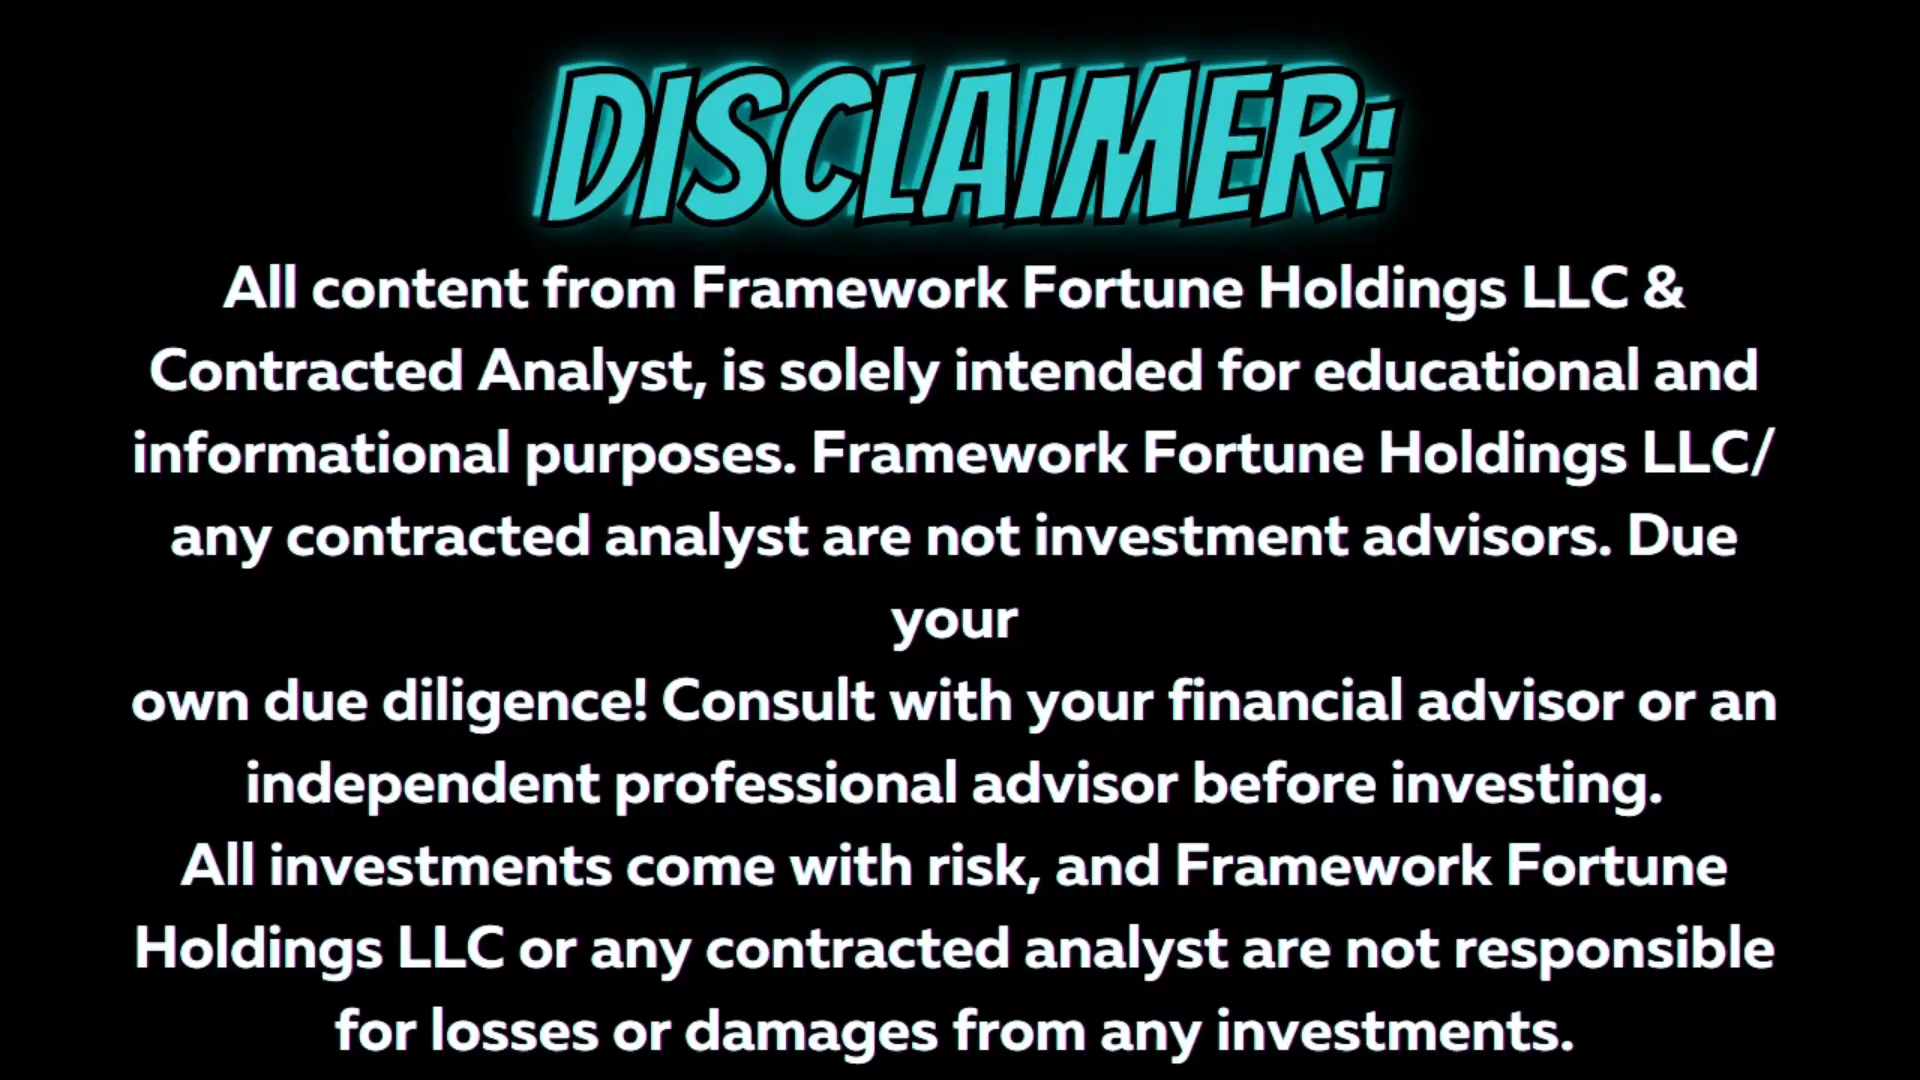 DISCLAIMER:
All content from Framework Fortune Holdings LLC &
Contracted Analyst, is solely intended for educational and
informational purposes. Framework Fortune Holdings LLC/
any contracted analyst are not investment advisors. Due
your
own due diligence! Consult with your financial advisor or an
independent professional advisor before investing.
All investments come with risk, and Framework Fortune
Holdings LLC or any contracted analyst are not responsible
for losses or damages from any investments.